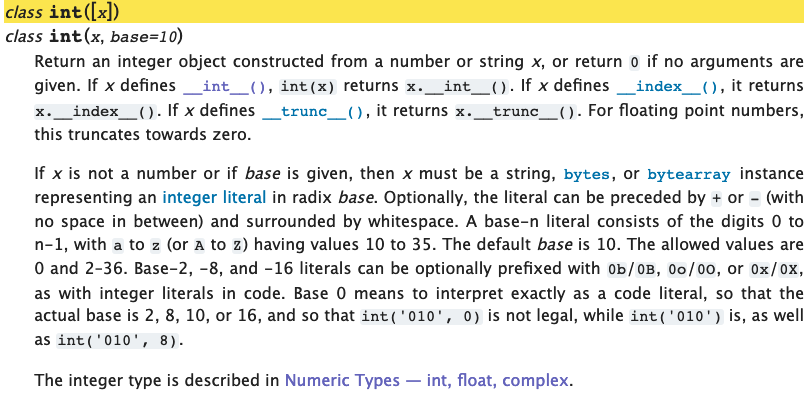 class int([x])
class int(x, base=10)
Return an integer object constructed from a number or string x, or return 0 if no arguments are
given. If x defines __int__(), int(x) returns x.__int__(). If x defines __index__(), it returns
x.__index__(). If x defines __trunc__(), it returns x.__trunc__(). For floating point numbers,
this truncates towards zero.
If x is not a number or if base is given, then x must be a string, bytes, or bytearray instance
representing an integer literal in radix base. Optionally, the literal can be preceded by + or - (with
no space in between) and surrounded by whitespace. A base-n literal consists of the digits 0 to
n-1, with a to z (or A to Z) having values 10 to 35. The default base is 10. The allowed values are
0 and 2-36. Base-2, -8, and -16 literals can be optionally prefixed with 0b/0B, 0o/0O, or 0x/0X,
as with integer literals in code. Base 0 means to interpret exactly as a code literal, so that the
actual base is 2, 8, 10, or 16, and so that int('010', 0) is not legal, while int('010') is, as well
as int('010', 8).
The integer type is described in Numeric Types — int, float, complex.